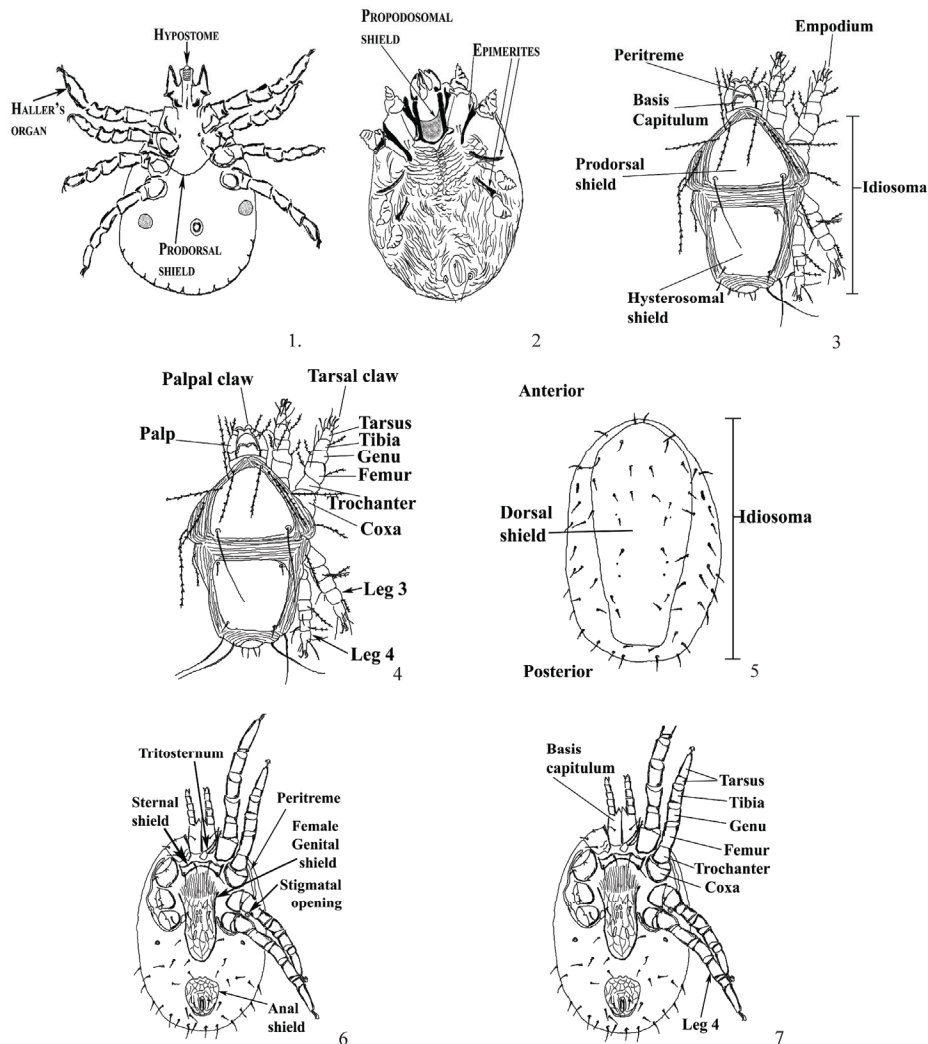 HYPOSTOME
HALLER'S
ORGAN
PRODORSAL
SHIELD
1.
PROPODOSOMAL
SHIELD
EPIMERITES
2
Empodium
Peritreme
Basis
Capitulum
Prodorsal
shield
Idiosoma
Hysterosomal
shield
3
Palpal claw
Tarsal claw
Palp
Tarsus
Tibia
Genu
Femur
Trochanter
Coxa
Leg 3
Leg 4
4
Anterior
Dorsal
shield
Idiosoma
Posterior
5
Tritosternum
Sternal
shield
Peritreme
Female
Genital
shield
Stigmatal
opening
Anal
shield
6
Basis
capitulum
Tarsus
Tibia
Genu
Femur
Trochanter
Coxa
Leg 4
7